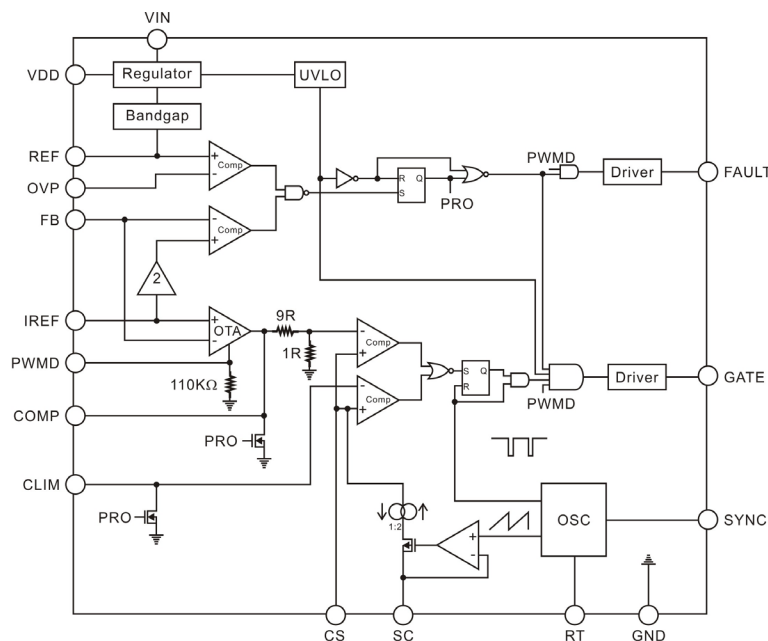 VIN
VDD
Regulator
UVLO
Bandgap
REF
+
-
Comp
OVP
R
Q
S
PRO
PWMD
Driver
FAULT
FB
-
+
Comp
2
IREF
+
-
OTA
9R
1R
-
+
Comp
PWMD
110KΩ
-
+
Comp
S
Q
R
PWMD
Driver
GATE
COMP
PRO
CLIM
PRO
1:2
+
-
OSC
SYNC
CS
SC
RT
GND